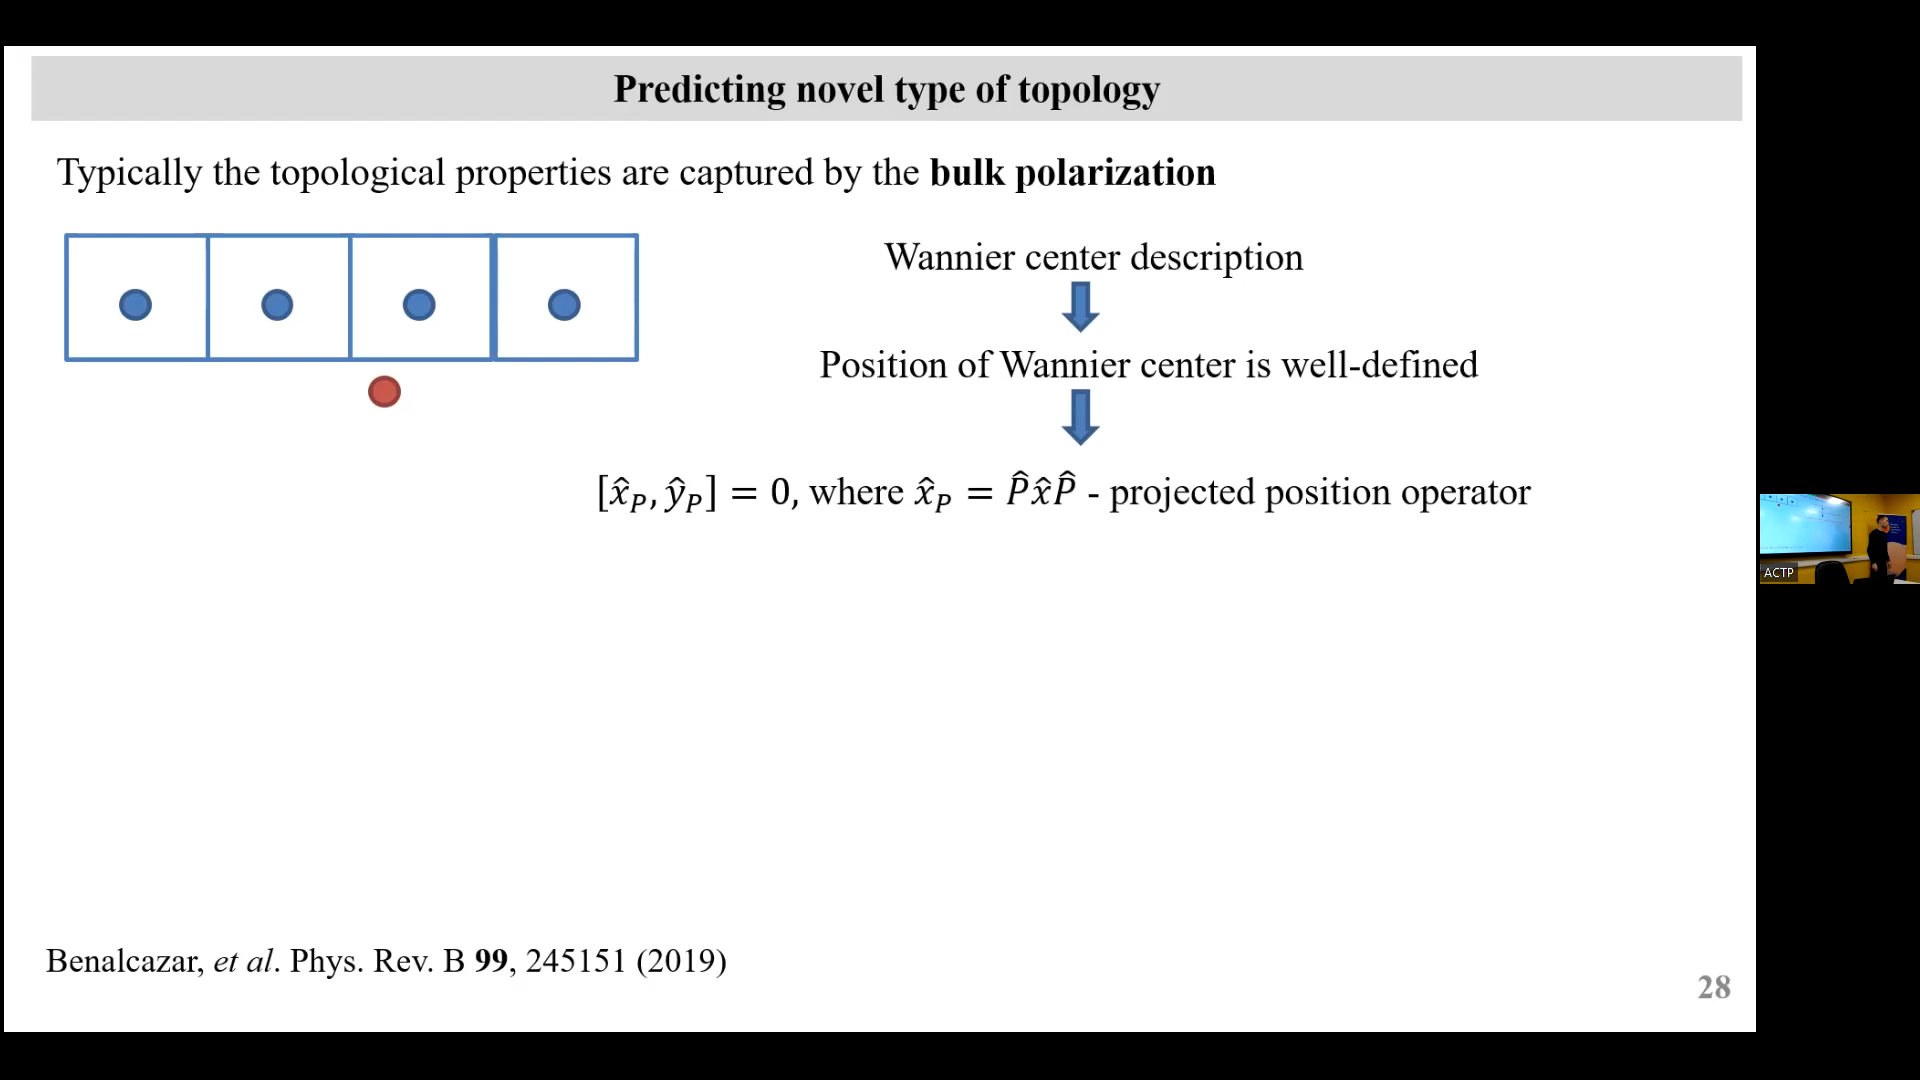 Predicting novel type of topology
Typically the topological properties are captured by the bulk polarization
Wannier center description
Position of Wannier center is well-defined
[x̂_P, ŷ_P] = 0, where x̂_P = P̂x̂P̂ - projected position operator
ACTP
Benalcazar, et al. Phys. Rev. B 99, 245151 (2019)
28